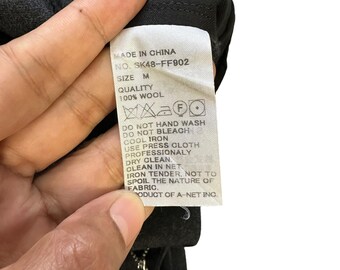 MADE IN CHINA
NO. SK48-FF902
SIZE M
QUALITY
100% WOOL
F
DO NOT HAND WASH
DO NOT BLEACH
COOL IRON
USE PRESS CLOTH
PROFESSIONALY
DRY CLEAN
CLEAN IN NET
IRON TENDER, NOT TO
SPOIL THE NATURE OF
FABRIC.
PRODUCT OF A-NET INC.